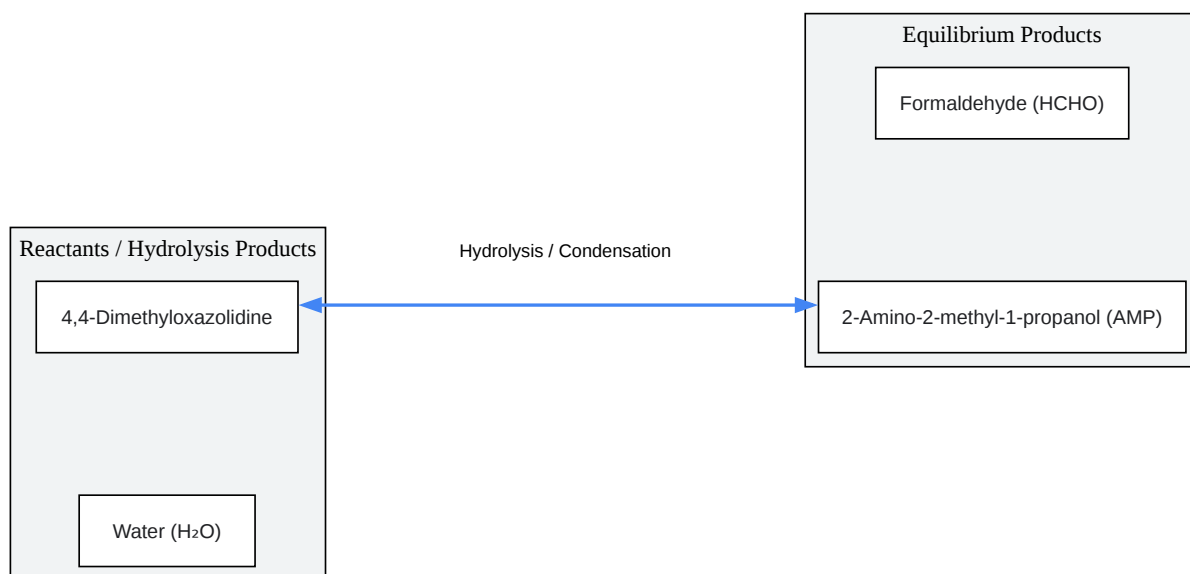 Equilibrium Products
Formaldehyde (HCHO)
Reactants / Hydrolysis Products
Hydrolysis / Condensation
4,4-Dimethyloxazolidine
2-Amino-2-methyl-1-propanol (AMP)
Water (H₂O)